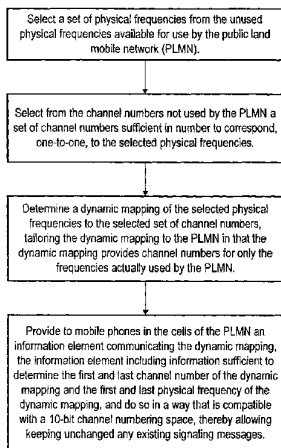 Select a set of physical frequencies from the unused
physical frequencies available for use by the public land
mobile network (PLMN).
Select from the channel numbers not used by the PLMN a
set of channel numbers sufficient in number to correspond,
one-to-one, to the selected physical frequencies.
Determine a dynamic mapping of the selected physical
frequencies to the selected set of channel numbers,
tailoring the dynamic mapping to the PLMN in that the
dynamic mapping provides channels for only the
frequencies actually used by the PLMN.
Provide to mobile phones in the cells of the PLMN an
information element communicating the dynamic mapping,
the information element including information sufficient to
determine the first and last channel number of the dynamic
mapping and the first and last physical frequency of the
dynamic mapping, and do so in a way that is compatible
with a 10-bit channel numbering space, thereby allowing
keeping unchanged any existing signaling messages.